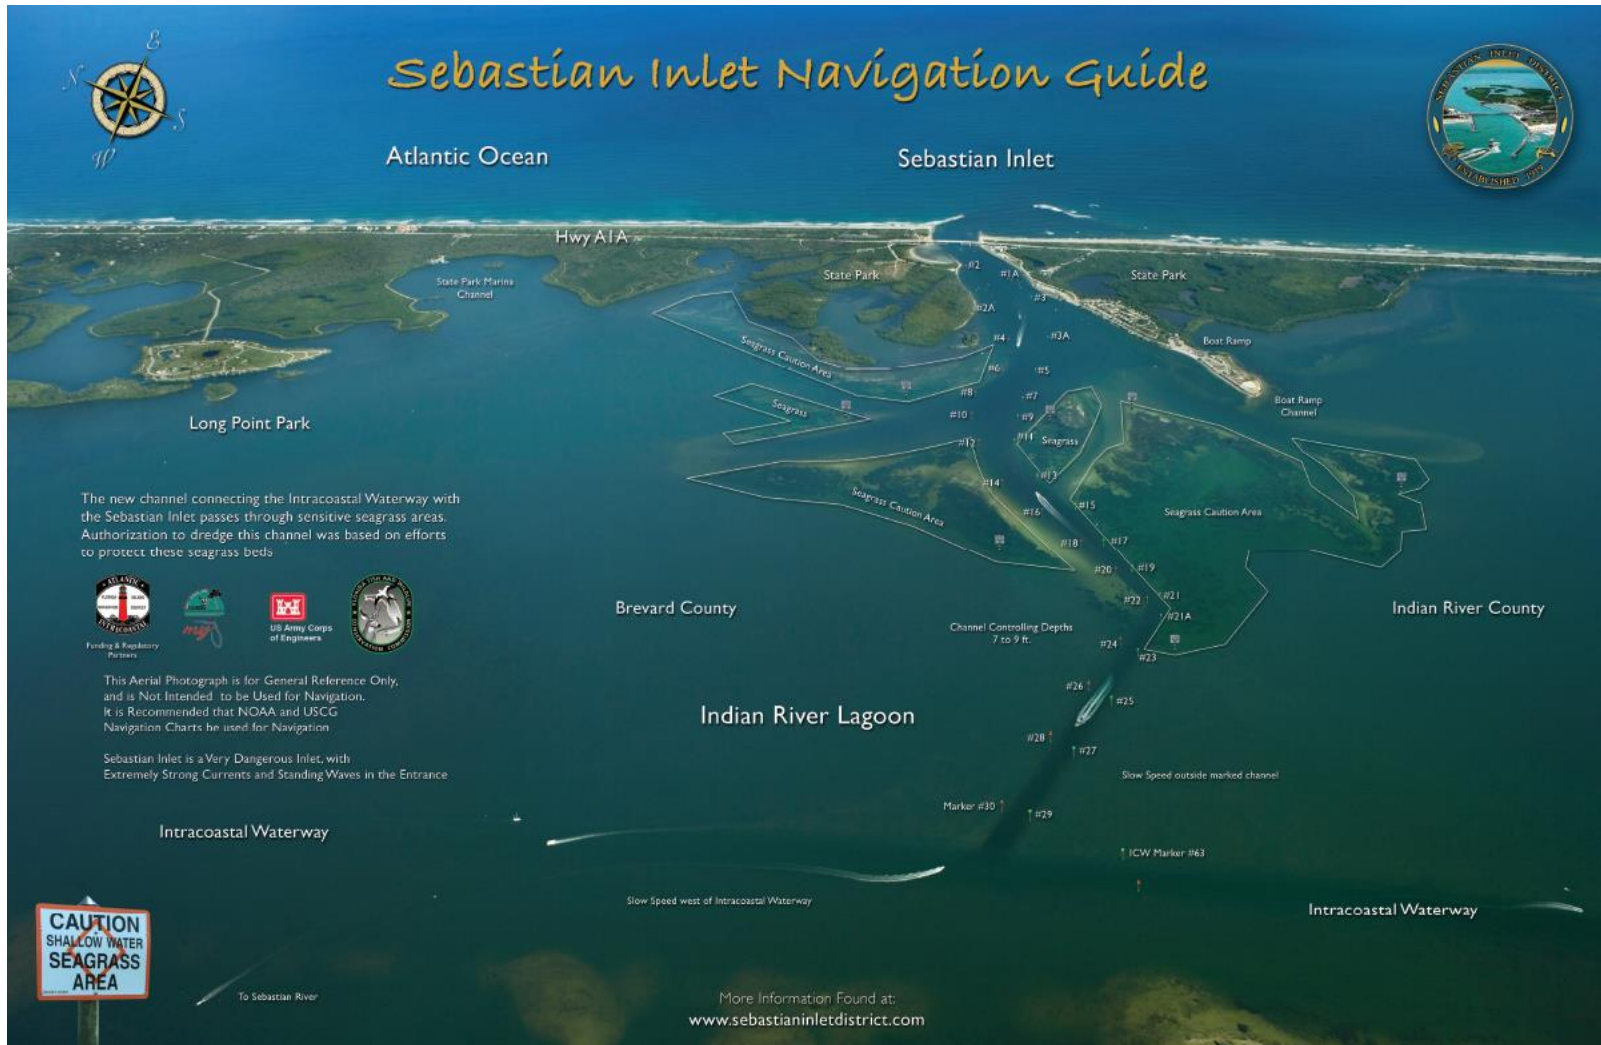 E
N
S
W
Sebastian Inlet Navigation Guide
SEBASTIAN INLET DISTRICT
ESTABLISHED 1919
Atlantic Ocean
Sebastian Inlet
Hwy A1A
State Park Marina
Channel
State Park
State Park
#2
#1A
#3
#2A
#3A
#4
Boat Ramp
Seagrass Caution Area
#6
#5
#8
#7
Boat Ramp
Channel
Seagrass
#10
#9
Long Point Park
#12
#11
Seagrass
#13
#14
Seagrass Caution Area
#15
#16
Seagrass Caution Area
#18
#17
#20
#19
#22
#21
#21A
#24
#23
#26
#25
#28
#27
Marker #30
#29
The new channel connecting the Intracoastal Waterway with
the Sebastian Inlet passes through sensitive seagrass areas.
Authorization to dredge this channel was based on efforts
to protect these seagrass beds
ATLANTIC
INTRACOASTAL
Funding & Regulatory
Partners
US Army Corps
of Engineers
Brevard County
Channel Controlling Depths
7 to 9 ft.
Indian River County
This Aerial Photograph is for General Reference Only,
and is Not Intended to be Used for Navigation.
It is Recommended that NOAA and USCG
Navigation Charts be used for Navigation
Indian River Lagoon
Sebastian Inlet is a Very Dangerous Inlet, with
Extremely Strong Currents and Standing Waves in the Entrance
Slow Speed outside marked channel
Intracoastal Waterway
ICW Marker #63
Slow Speed west of Intracoastal Waterway
Intracoastal Waterway
CAUTION
SHALLOW WATER
SEAGRASS
AREA
To Sebastian River
More Information Found at:
www.sebastianinletdistrict.com